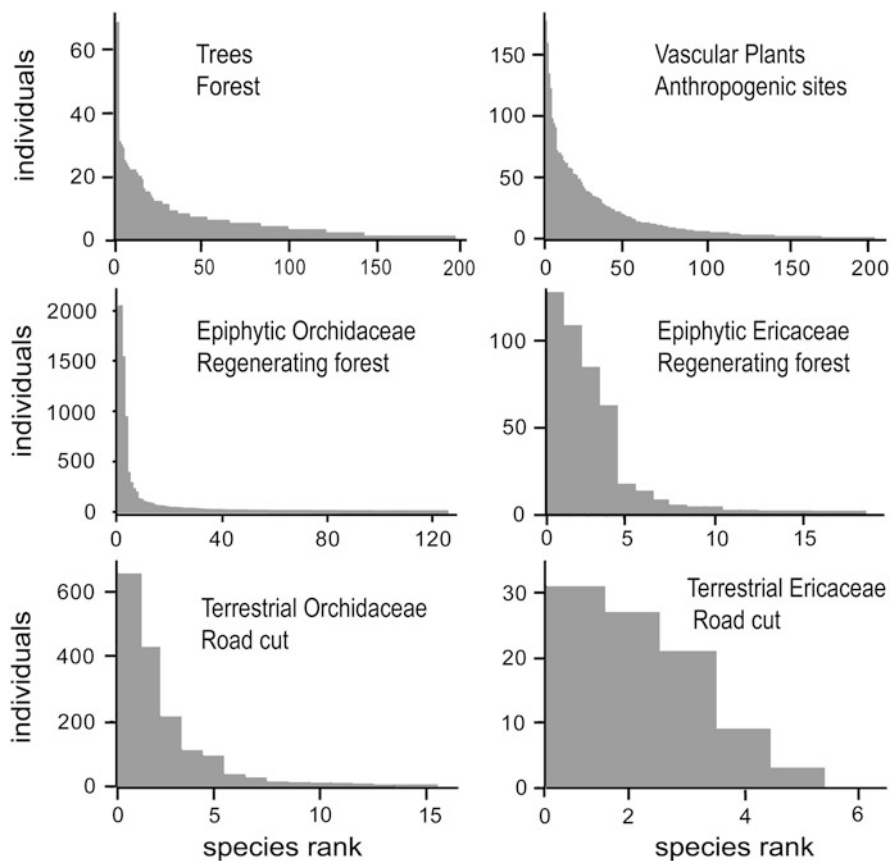 individuals
60
40
20
0
0 50 100 150 200
Trees
Forest
150
100
50
0
0 50 100 150 200
Vascular Plants
Anthropogenic sites
individuals
2000
1500
1000
500
0
0 40 80 120
Epiphytic Orchidaceae
Regenerating forest
100
50
0
0 5 10 15
Epiphytic Ericaceae
Regenerating forest
individuals
600
400
200
0
0 5 10 15
Terrestrial Orchidaceae
Road cut
species rank
30
20
10
0
0 2 4 6
Terrestrial Ericaceae
Road cut
species rank